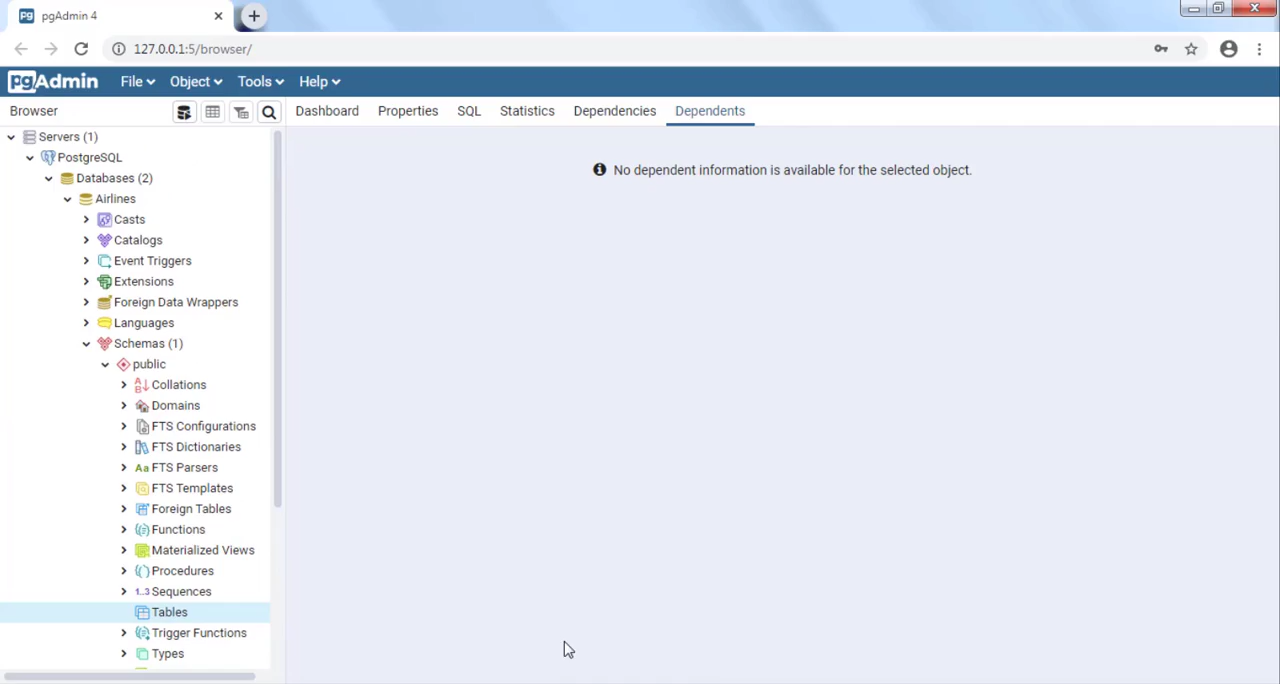 pgAdmin 4
127.0.0.1:5/browser/
pgAdmin File Object Tools Help
Browser
Dashboard Properties SQL Statistics Dependencies Dependents
No dependent information is available for the selected object.
Servers (1)
PostgreSQL
Databases (2)
Airlines
Casts
Catalogs
Event Triggers
Extensions
Foreign Data Wrappers
Languages
Schemas (1)
public
Collations
Domains
FTS Configurations
FTS Dictionaries
Aa FTS Parsers
FTS Templates
Foreign Tables
Functions
Materialized Views
Procedures
1..3 Sequences
Tables
Trigger Functions
Types